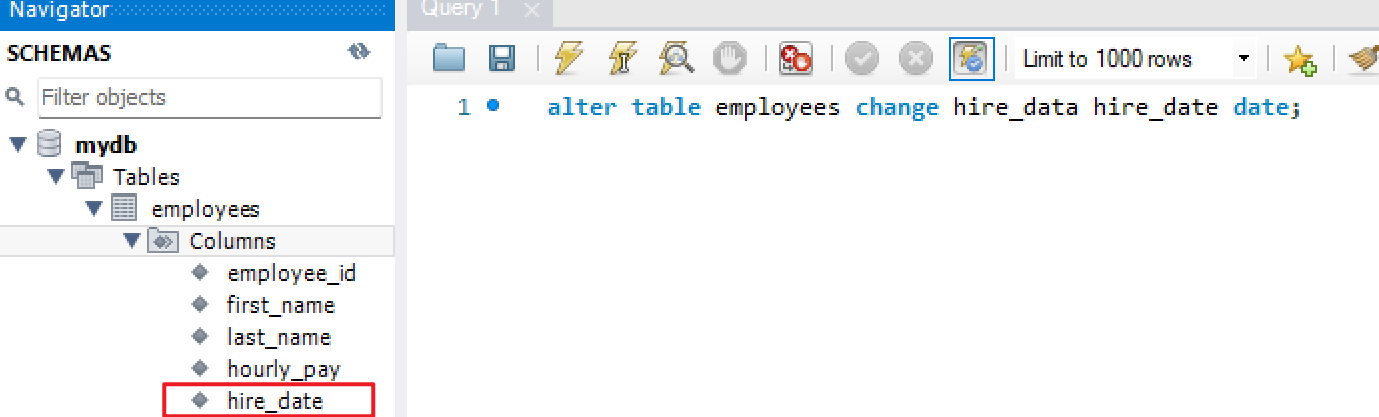 Navigator
SCHEMAS
Filter objects
mydb
Tables
employees
Columns
employee_id
first_name
last_name
hourly_pay
hire_date
Query 1
Limit to 1000 rows
1
alter table employees change hire_data hire_date date;